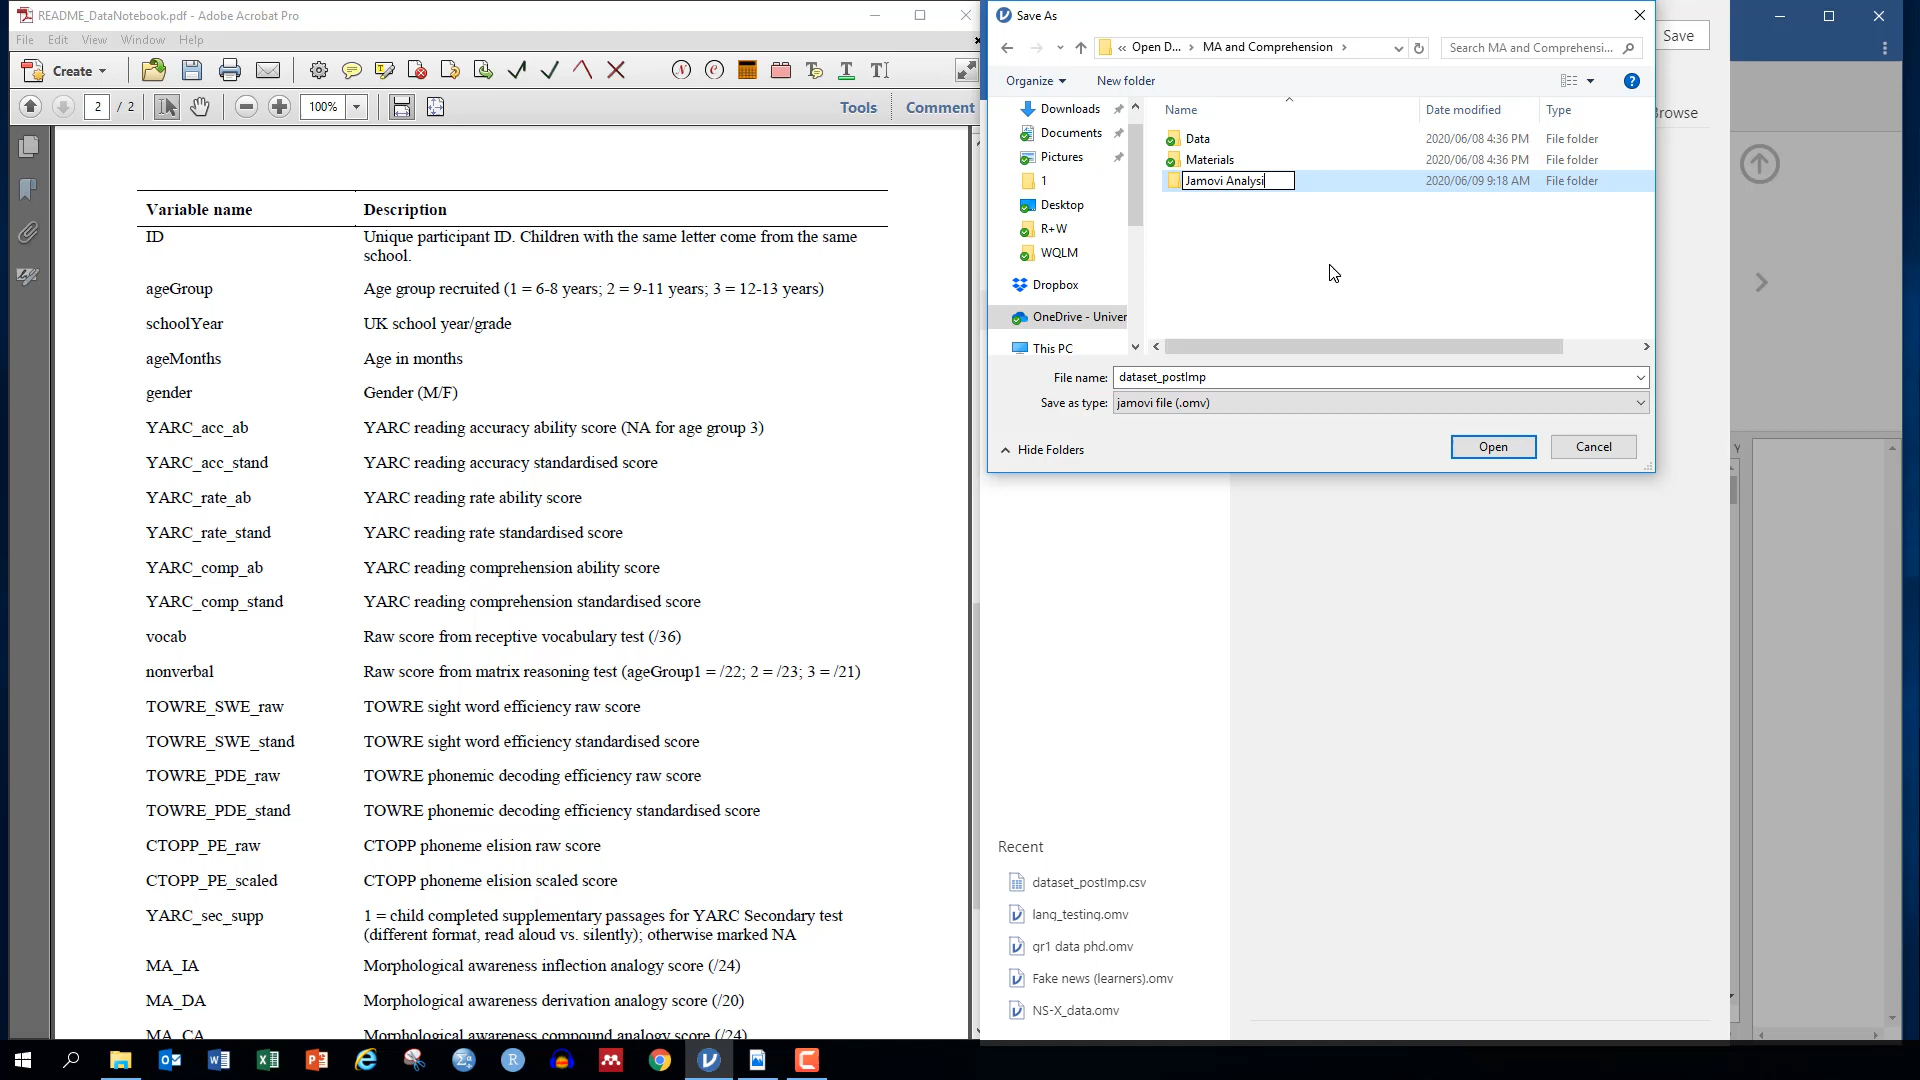 README_DataNotebook.pdf - Adobe Acrobat Pro
File Edit View Window Help
Create
2 / 2
100%
Tools
Comment
Variable name Description
ID Unique participant ID. Children with the same letter come from the same
school.
ageGroup Age group recruited (1 = 6-8 years; 2 = 9-11 years; 3 = 12-13 years)
schoolYear UK school year/grade
ageMonths Age in months
gender Gender (M/F)
YARC_acc_ab YARC reading accuracy ability score (NA for age group 3)
YARC_acc_stand YARC reading accuracy standardised score
YARC_rate_ab YARC reading rate ability score
YARC_rate_stand YARC reading rate standardised score
YARC_comp_ab YARC reading comprehension ability score
YARC_comp_stand YARC reading comprehension standardised score
vocab Raw score from receptive vocabulary test (/36)
nonverbal Raw score from matrix reasoning test (ageGroup1 = /22; 2 = /23; 3 = /21)
TOWRE_SWE_raw TOWRE sight word efficiency raw score
TOWRE_SWE_stand TOWRE sight word efficiency standardised score
TOWRE_PDE_raw TOWRE phonemic decoding efficiency raw score
TOWRE_PDE_stand TOWRE phonemic decoding efficiency standardised score
CTOPP_PE_raw CTOPP phoneme elision raw score
CTOPP_PE_scaled CTOPP phoneme elision scaled score
YARC_sec_supp 1 = child completed supplementary passages for YARC Secondary test
(different format, read aloud vs. silently); otherwise marked NA
MA_IA Morphological awareness inflection analogy score (/24)
MA_DA Morphological awareness derivation analogy score (/20)
MA_CA Morphological awareness compound analogy score (/24)
Save As
« Open D... › MA and Comprehension ›
Search MA and Comprehensi...
Organize New folder
Downloads
Documents
Pictures
1
Desktop
R+W
WQLM
Dropbox
OneDrive - Univer
This PC
Name Date modified Type
Data 2020/06/08 4:36 PM File folder
Materials 2020/06/08 4:36 PM File folder
Jamovi Analysi 2020/06/09 9:18 AM File folder
File name: dataset_postImp
Save as type: jamovi file (.omv)
Hide Folders
Open
Cancel
Save
Browse
Recent
dataset_postImp.csv
lang_testing.omv
gr1 data phd.omv
Fake news (learners).omv
NS-X_data.omv